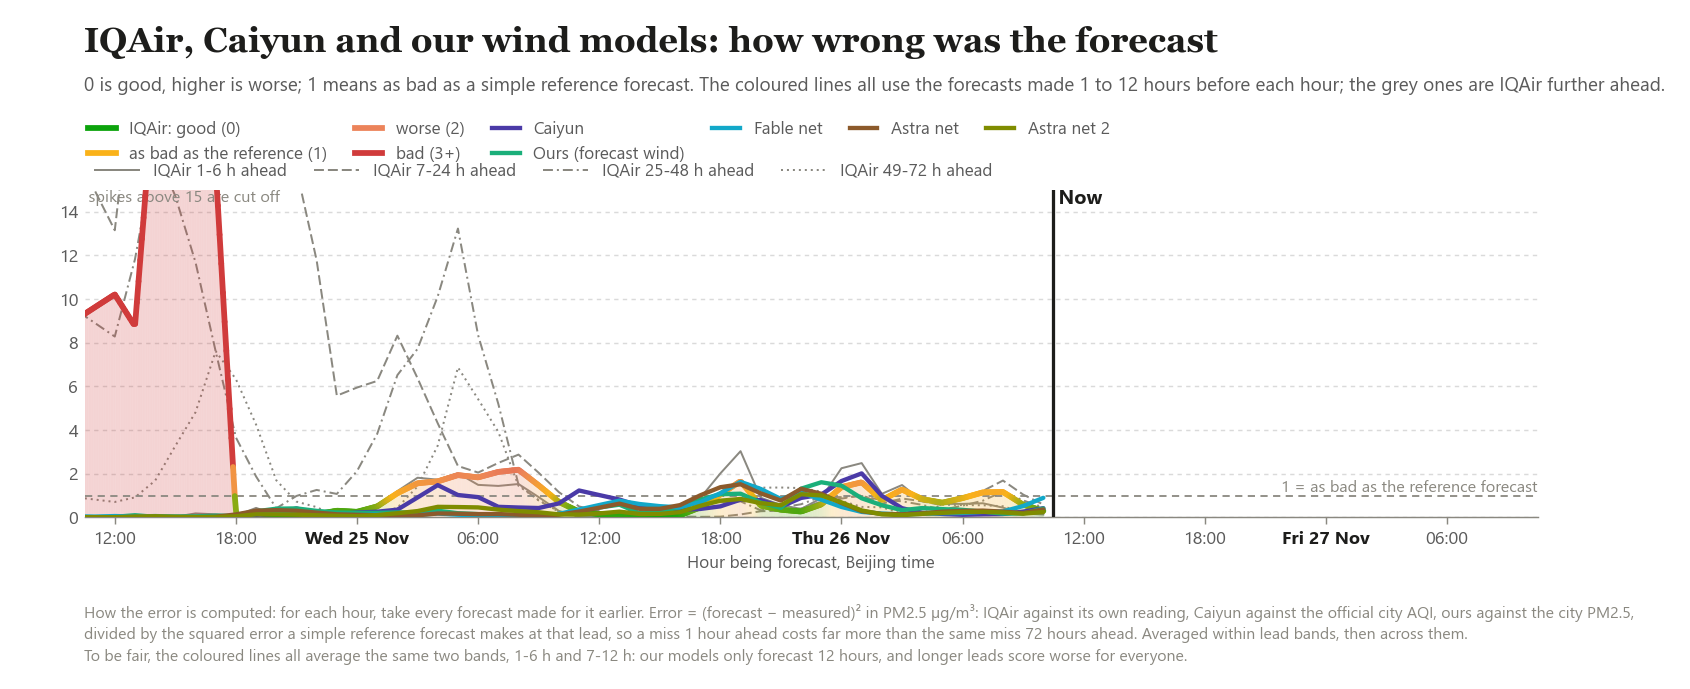 IQAir, Caiyun and our wind models: how wrong was the forecast
0 is good, higher is worse; 1 means as bad as a simple reference forecast. The coloured lines all use the forecasts made 1 to 12 hours before each hour; the grey ones are IQAir further ahead.
IQAir: good (0) worse (2) Caiyun Fable net Astra net Astra net 2
as bad as the reference (1) bad (3+) Ours (forecast wind)
IQAir 1-6 h ahead IQAir 7-24 h ahead IQAir 25-48 h ahead IQAir 49-72 h ahead
spikes above 15 are cut off
Now
14
12
10
8
6
4
2
1 = as bad as the reference forecast
0
12:00 18:00 Wed 25 Nov 06:00 12:00 18:00 Thu 26 Nov 06:00 12:00 18:00 Fri 27 Nov 06:00
Hour being forecast, Beijing time
How the error is computed: for each hour, take every forecast made for it earlier. Error = (forecast − measured)² in PM2.5 µg/m³: IQAir against its own reading, Caiyun against the official city AQI, ours against the city PM2.5,
divided by the squared error a simple reference forecast makes at that lead, so a miss 1 hour ahead costs far more than the same miss 72 hours ahead. Averaged within lead bands, then across them.
To be fair, the coloured lines all average the same two bands, 1-6 h and 7-12 h: our models only forecast 12 hours, and longer leads score worse for everyone.